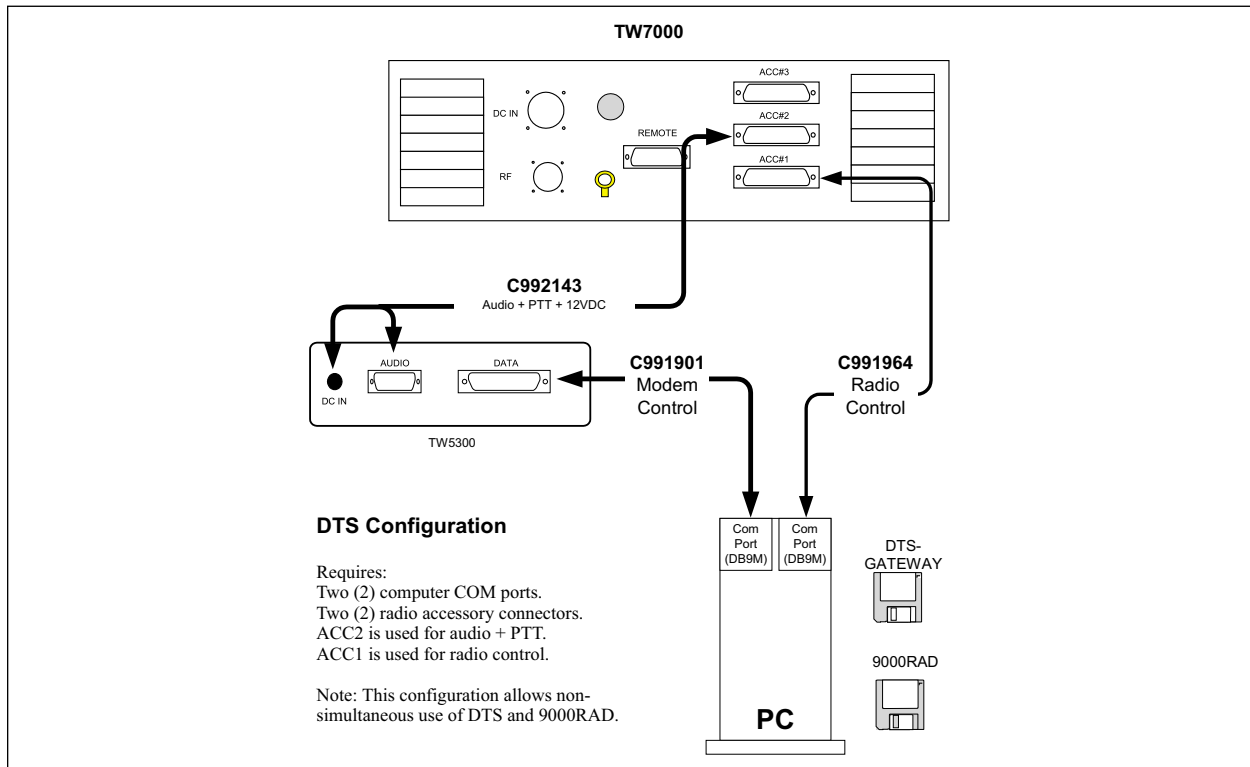 TW7000
ACC#3
DC IN
ACC#2
REMOTE
ACC#1
RF
C992143
Audio + PTT + 12VDC
AUDIO
DATA
DC IN
TW5300
C991901
Modem
Control
C991964
Radio
Control
DTS Configuration
Requires:
Two (2) computer COM ports.
Two (2) radio accessory connectors.
ACC2 is used for audio + PTT.
ACC1 is used for radio control.
Note: This configuration allows non-
simultaneous use of DTS and 9000RAD.
Com
Port
(DB9M)
Com
Port
(DB9M)
PC
DTS-
GATEWAY
9000RAD